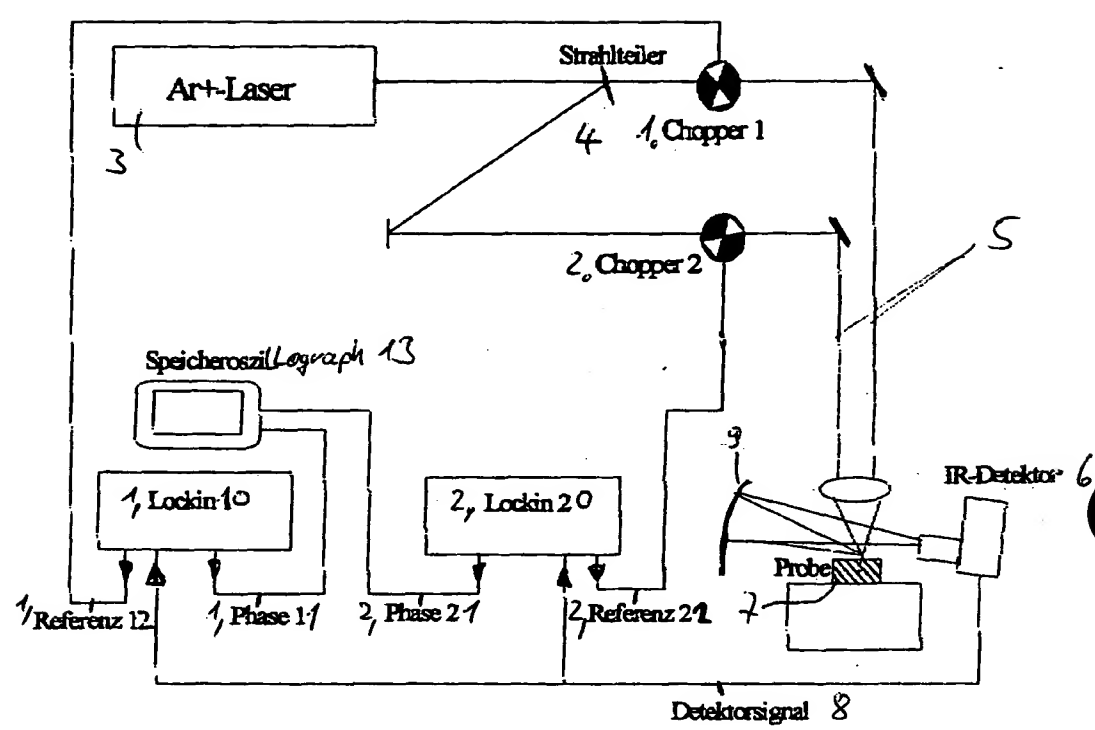 Strahlteiler
Ar+-Laser
3
4
1. Chopper 1
5
2. Chopper 2
Speicheroszillograph 13
9
IR-Detektor 6
1, Lockin 10
2, Lockin 20
Probe
7
1, Referenz 12
1, Phase 11
2, Phase 21
2, Referenz 22
Detektorsignal 8